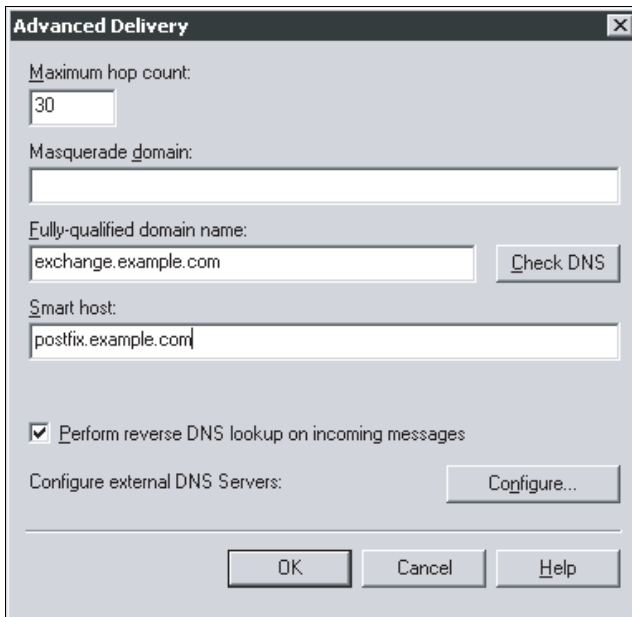 Advanced Delivery
Maximum hop count:
30
Masquerade domain:
Fully-qualified domain name:
exchange.example.com
Check DNS
Smart host:
postfix.example.com
Perform reverse DNS lookup on incoming messages
Configure external DNS Servers:
Configure...
OK Cancel Help